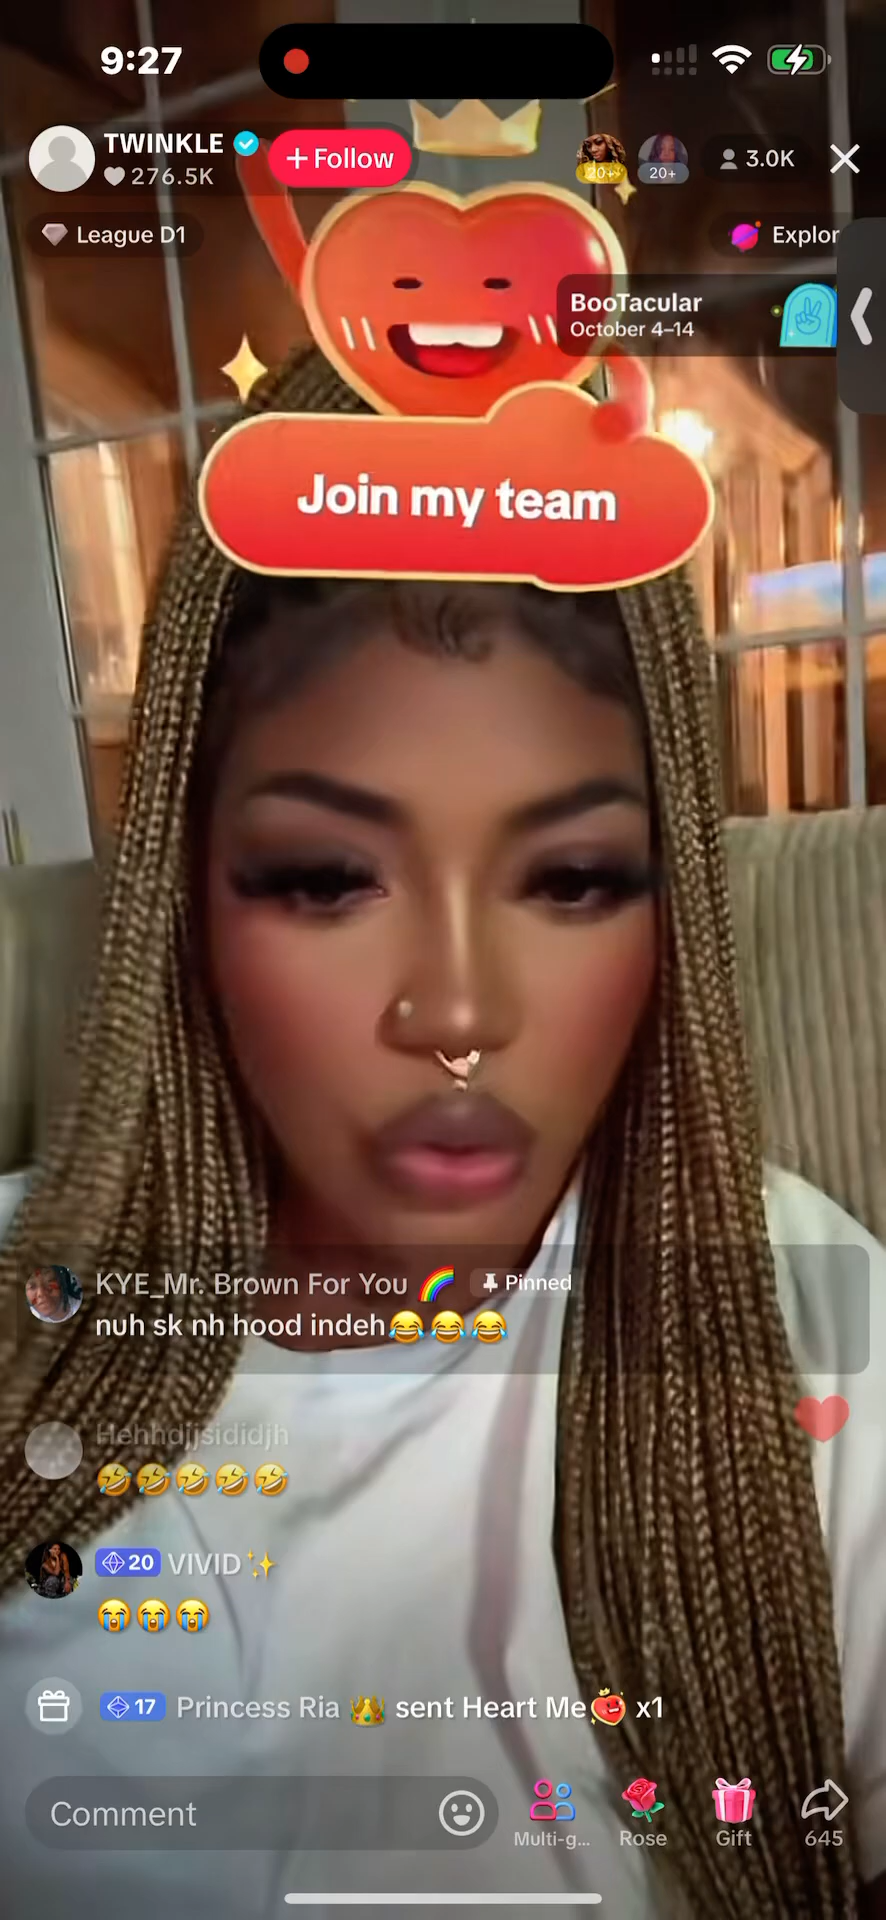 9:27
TWINKLE
276.5K
+ Follow
20+
20+
3.0K
League D1
Explor
BooTacular
October 4–14
Join my team
KYE_Mr. Brown For You 🌈 Pinned
nuh sk nh hood indeh😂😂😂
Hehhdjjsididjh
🤣🤣🤣🤣🤣
20 VIVID✨
😭😭😭
17 Princess Ria 👑 sent Heart Me x1
Comment
Multi-g...
Rose
Gift
645